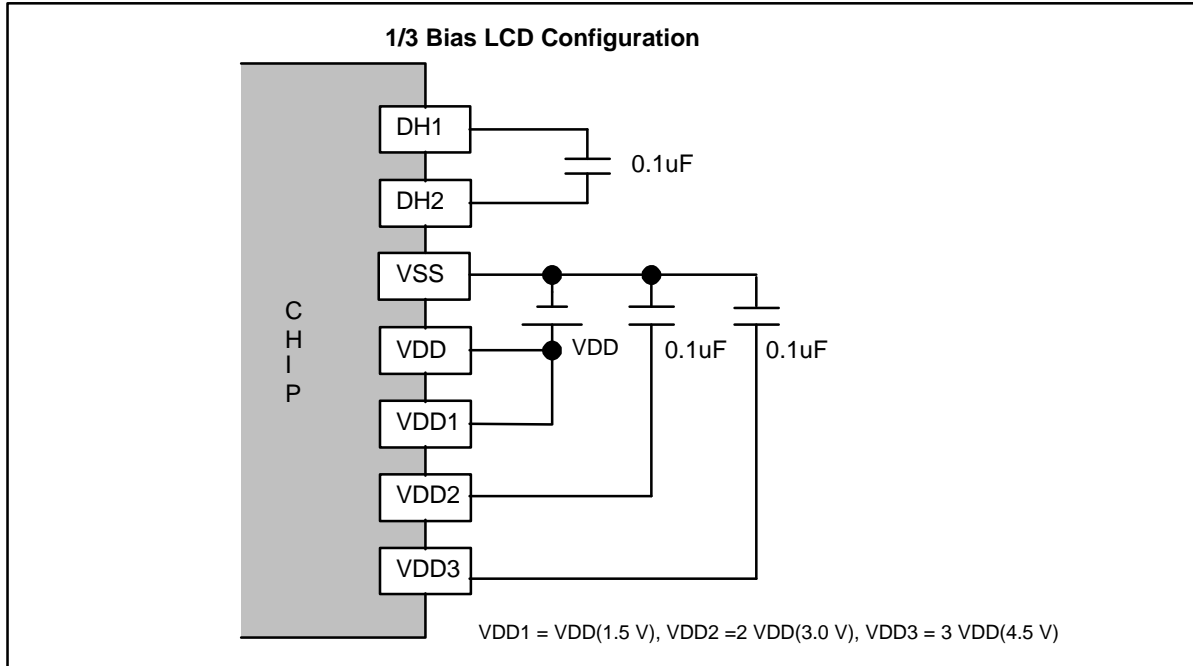 1/3 Bias LCD Configuration
DH1
0.1uF
DH2
VSS
C
H
I
P
VDD
VDD
0.1uF
0.1uF
VDD1
VDD2
VDD3
VDD1 = VDD(1.5 V), VDD2 =2 VDD(3.0 V), VDD3 = 3 VDD(4.5 V)